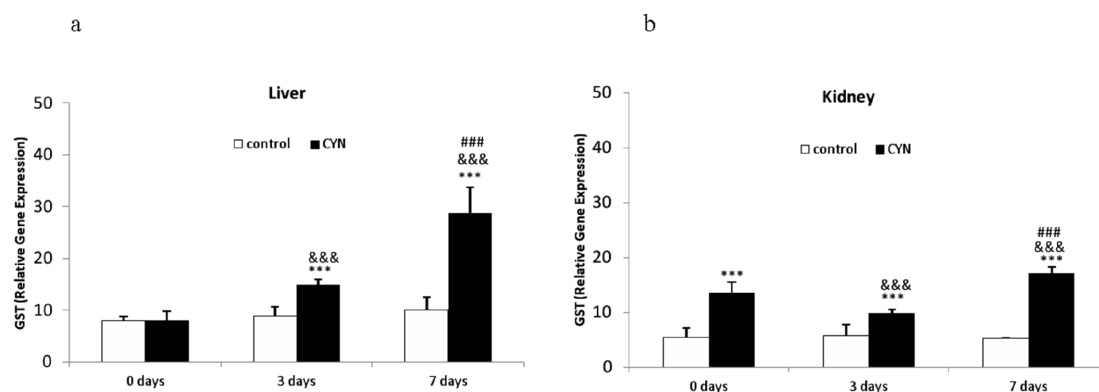 a
Liver
GST (Relative Gene Expression)
50
40
30
20
10
0
control CYN
###
&&&
***
&&&
***
0 days 3 days 7 days
b
Kidney
GST (Relative Gene Expression)
50
40
30
20
10
0
control CYN
***
&&&
***
###
&&&
***
0 days 3 days 7 days